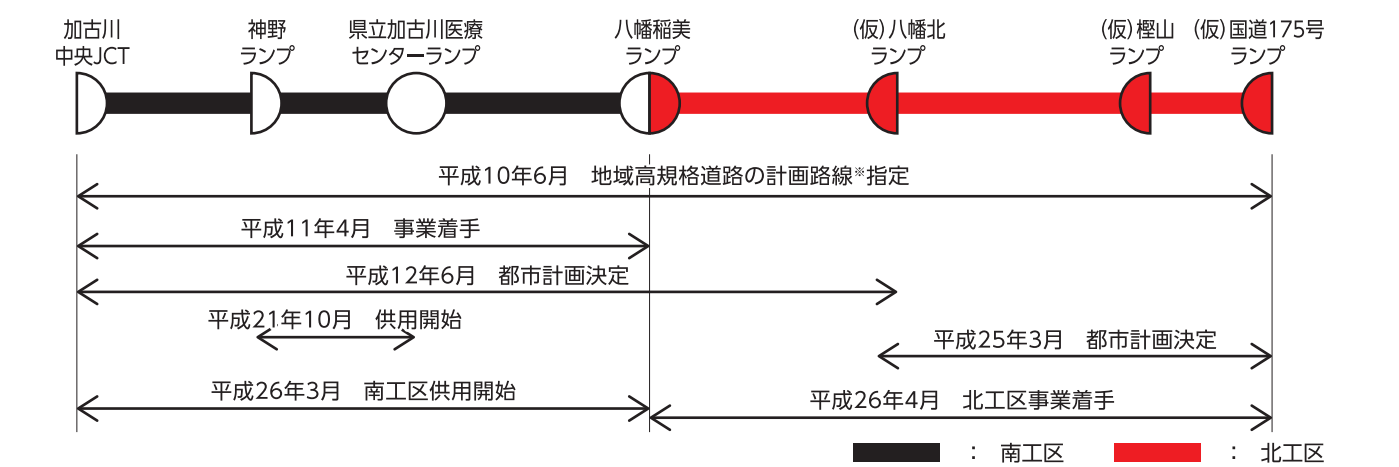 加古川
中央JCT
神野
ランプ
県立加古川医療
センターランプ
八幡稲美
ランプ
(仮)八幡北
ランプ
(仮)樫山
ランプ
(仮)国道175号
ランプ
平成10年6月　地域高規格道路の計画路線※指定
平成11年4月　事業着手
平成12年6月　都市計画決定
平成21年10月　供用開始
平成25年3月　都市計画決定
平成26年3月　南工区供用開始
平成26年4月　北工区事業着手
：南工区
：北工区